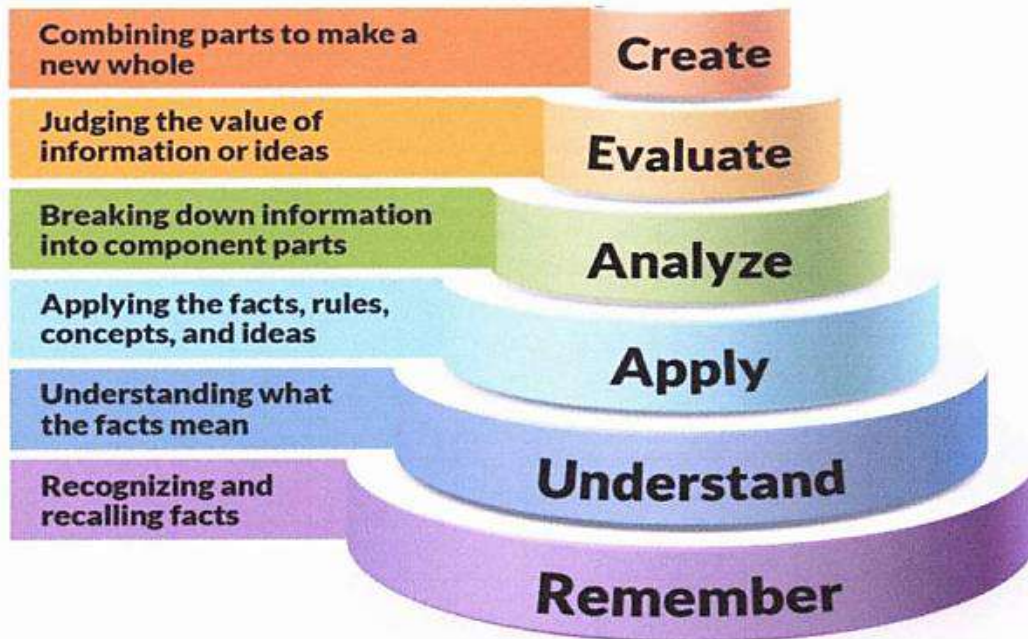 Combining parts to make a
new whole
Create
Judging the value of
information or ideas
Evaluate
Breaking down information
into component parts
Analyze
Applying the facts, rules,
concepts, and ideas
Apply
Understanding what
the facts mean
Understand
Recognizing and
recalling facts
Remember